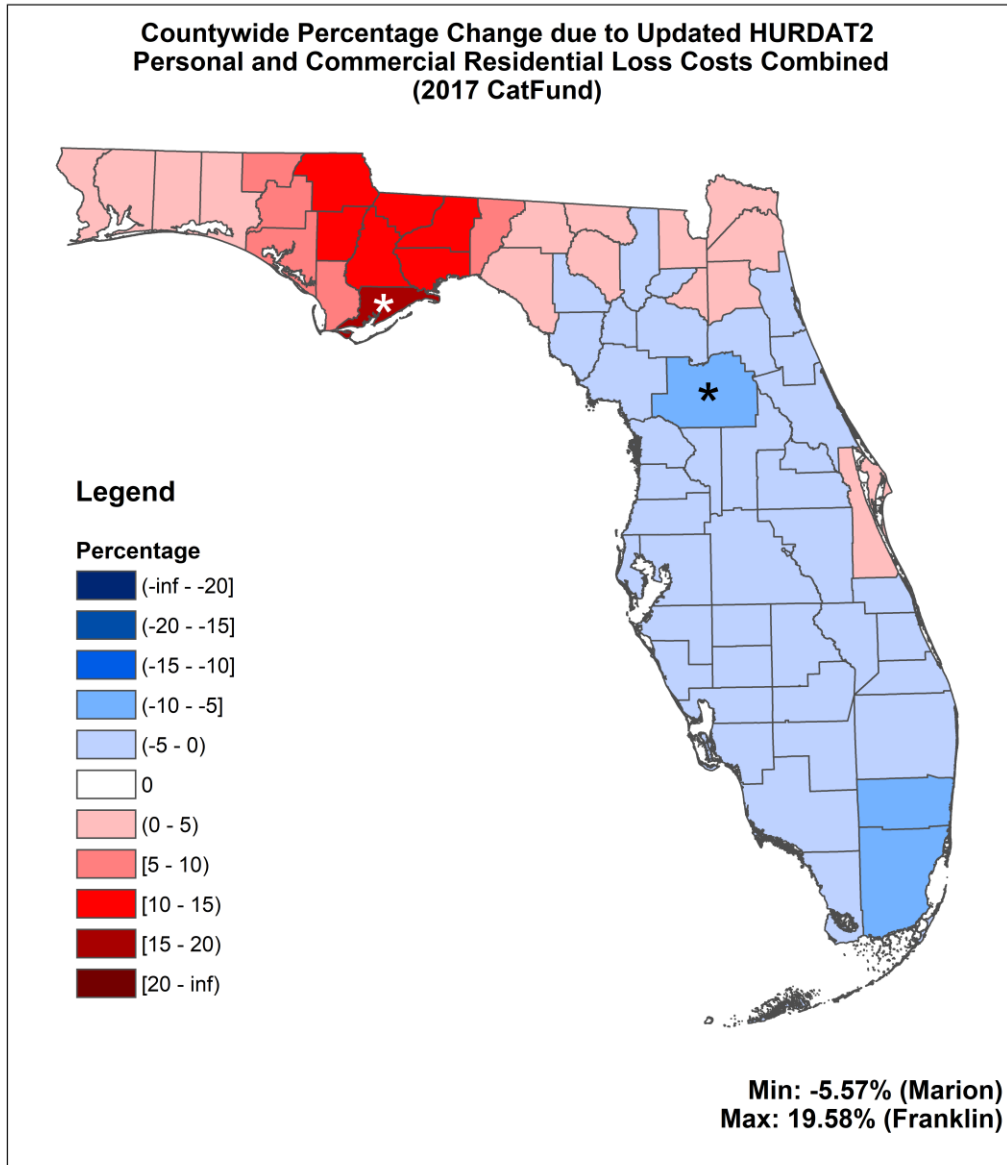 Countywide Percentage Change due to Updated HURDAT2
Personal and Commercial Residential Loss Costs Combined
(2017 CatFund)
*
*
Legend
Percentage
(-inf - -20]
(-20 - -15]
(-15 - -10]
(-10 - -5]
(-5 - 0)
0
(0 - 5)
[5 - 10)
[10 - 15)
[15 - 20)
[20 - inf)
Min: -5.57% (Marion)
Max: 19.58% (Franklin)